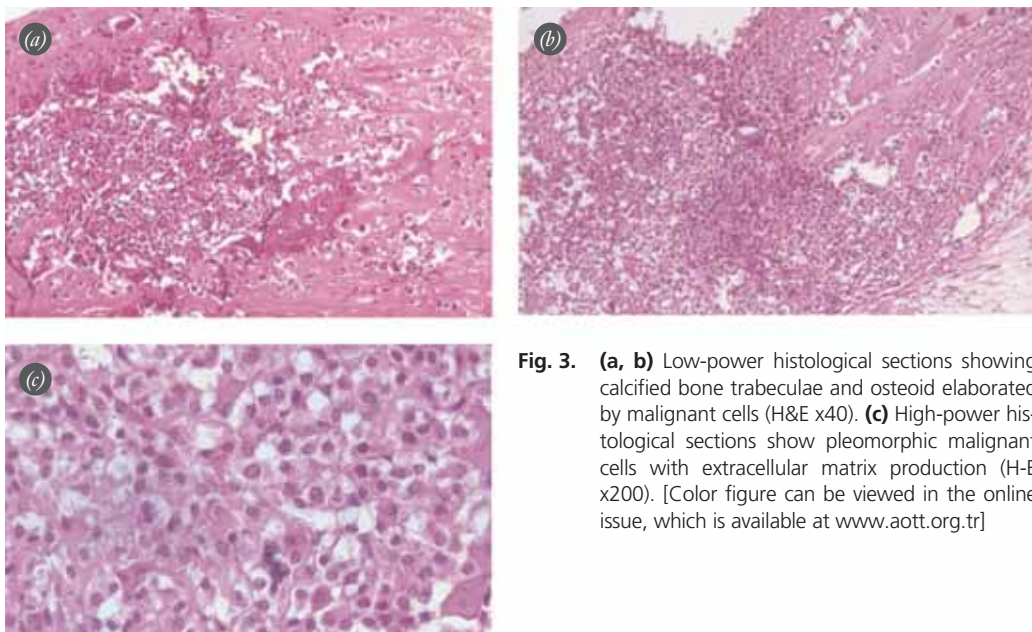 (a)
(b)
(c)
Fig. 3. (a, b) Low-power histological sections showing
calcified bone trabeculae and osteoid elaborated
by malignant cells (H&E x40). (c) High-power his-
tological sections show pleomorphic malignant
cells with extracellular matrix production (H-E
x200). [Color figure can be viewed in the online
issue, which is available at www.aott.org.tr]